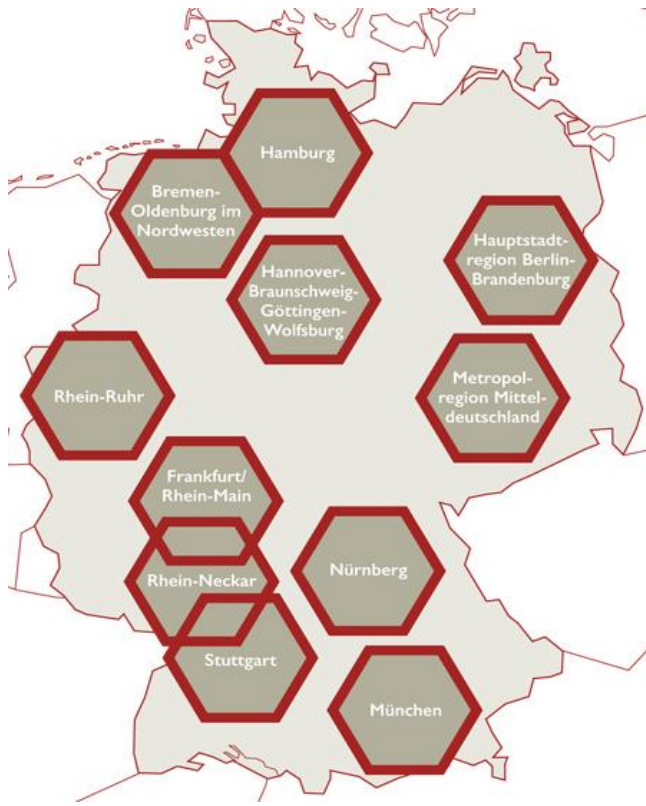 Hamburg
Bremen-
Oldenburg im
Nordwesten
Hauptstadt-
region Berlin-
Brandenburg
Hannover-
Braunschweig-
Göttingen-
Wolfsburg
Rhein-Ruhr
Metropol-
region Mittel-
deutschland
Frankfurt/
Rhein-Main
Rhein-Neckar
Nürnberg
Stuttgart
München